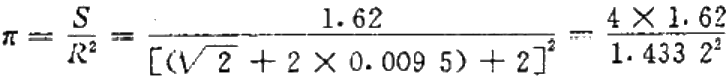 π = S/R² = 1.62/[(√2 + 2 × 0.009 5) + 2]² = 4 × 1.62/1.433 2²